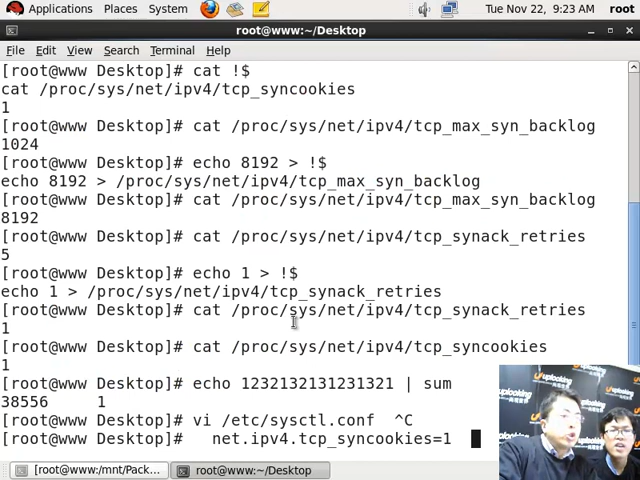 Applications Places System Tue Nov 22, 9:23 AM root
root@www:~/Desktop
File Edit View Search Terminal Help
[root@www Desktop]# cat !$
cat /proc/sys/net/ipv4/tcp_syncookies
1
[root@www Desktop]# cat /proc/sys/net/ipv4/tcp_max_syn_backlog
1024
[root@www Desktop]# echo 8192 > !$
echo 8192 > /proc/sys/net/ipv4/tcp_max_syn_backlog
[root@www Desktop]# cat /proc/sys/net/ipv4/tcp_max_syn_backlog
8192
[root@www Desktop]# cat /proc/sys/net/ipv4/tcp_synack_retries
5
[root@www Desktop]# echo 1 > !$
echo 1 > /proc/sys/net/ipv4/tcp_synack_retries
[root@www Desktop]# cat /proc/sys/net/ipv4/tcp_synack_retries
1
[root@www Desktop]# cat /proc/sys/net/ipv4/tcp_syncookies
1
[root@www Desktop]# echo 1232132131231321 | sum
38556 1
[root@www Desktop]# vi /etc/sysctl.conf ^C
[root@www Desktop]# net.ipv4.tcp_syncookies=1
uplooking
uplooking
[root@www:/mnt/Pack...
root@www:~/Desktop